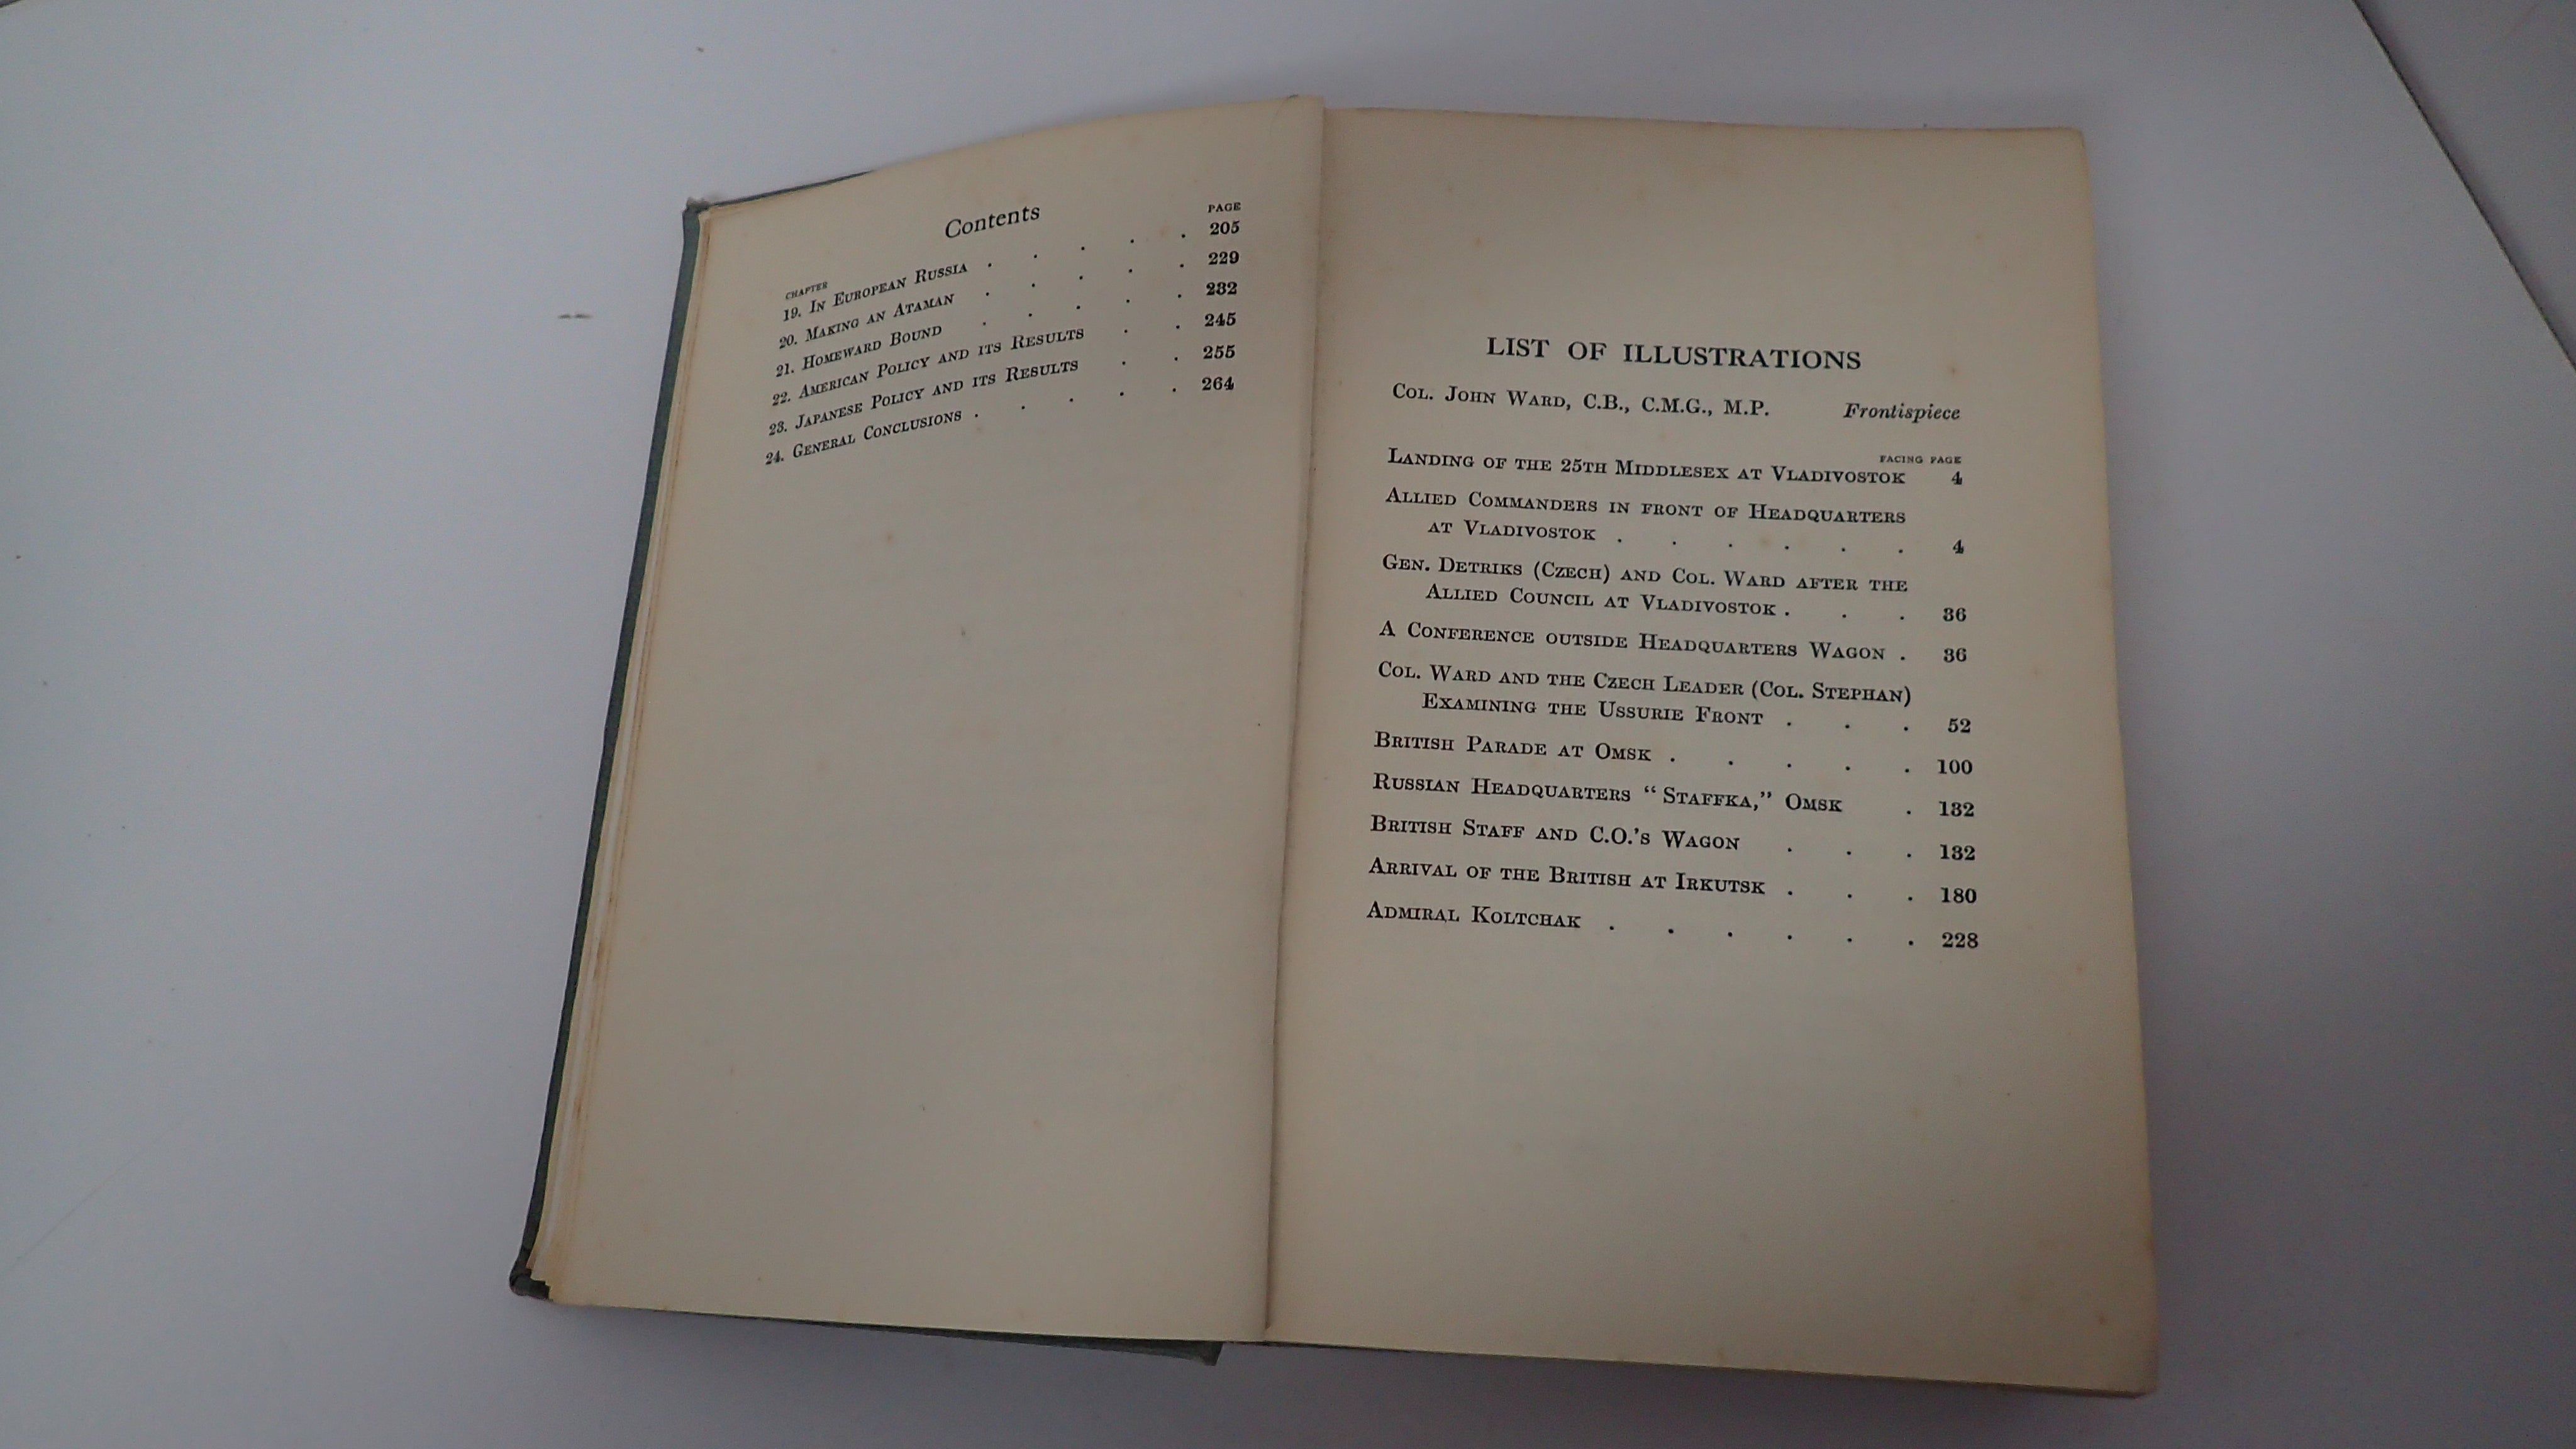 Contents
CHAPTER PAGE
19. In European Russia . . . . . 205
20. Making an Ataman . . . . . 229
21. Homeward Bound . . . . . 232
22. American Policy and its Results . . 245
23. Japanese Policy and its Results . . 255
24. General Conclusions . . . . . 264
LIST OF ILLUSTRATIONS
Col. John Ward, C.B., C.M.G., M.P. Frontispiece
FACING PAGE
Landing of the 25th Middlesex at Vladivostok 4
Allied Commanders in front of Headquarters
at Vladivostok . . . . . . 4
Gen. Detriks (Czech) and Col. Ward after the
Allied Council at Vladivostok . . . 36
A Conference outside Headquarters Wagon . 36
Col. Ward and the Czech Leader (Col. Stephan)
Examining the Ussurie Front . . . 52
British Parade at Omsk . . . . . 100
Russian Headquarters “Staffka,” Omsk . 132
British Staff and C.O.'s Wagon . . . 132
Arrival of the British at Irkutsk . . . 180
Admiral Koltchak . . . . . . 228